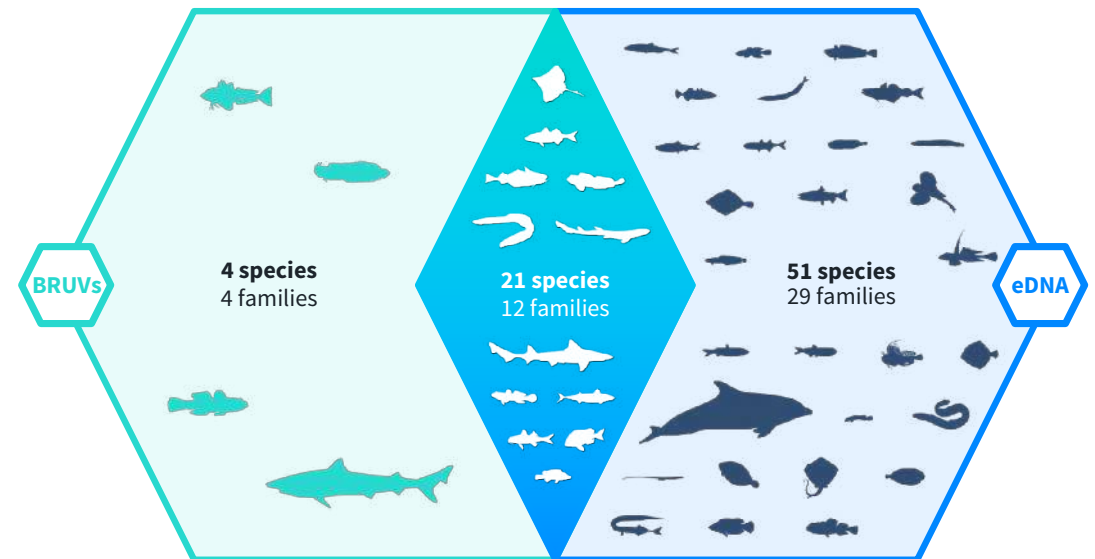 BRUVs
4 species
4 families
21 species
12 families
51 species
29 families
eDNA